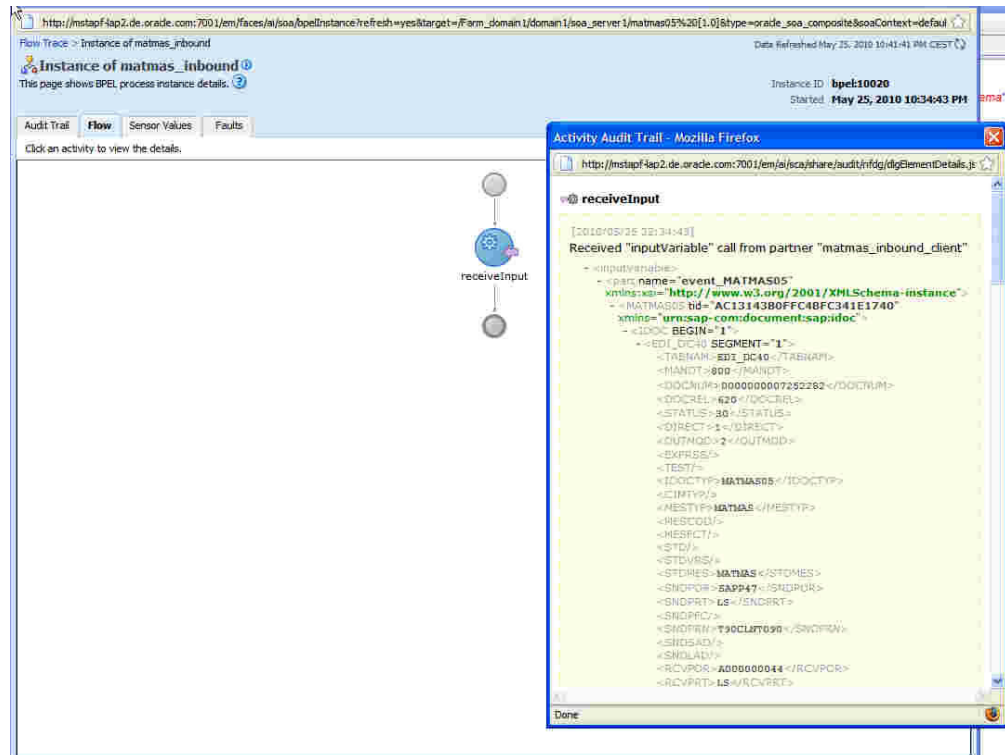 http://mstapf-lap2.de.oracle.com:7001/em/faces/ai/soa/bpelInstance?refresh=yes&target=/Farm_domain1/domain1/soa_server1/matmas05%20[1.0]&type=oracle_soa_composite&soaContext=defaul
Flow Trace > Instance of matmas_inbound
Data Refreshed May 25, 2010 10:41:41 PM CEST
Instance of matmas_inbound
This page shows BPEL process instance details.
Instance ID bpel:10020
Started May 25, 2010 10:34:43 PM
Audit Trail Flow Sensor Values Faults
Click an activity to view the details.
receiveInput
ema"
Activity Audit Trail - Mozilla Firefox
http://mstapf-lap2.de.oracle.com:7001/em/ai/sca/share/audit/nfdg/dlgElementDetails.js
receiveInput
[2010/05/25 22:34:43]
Received "inputVariable" call from partner "matmas_inbound_client"
- <inputVariable>
- <part name="event_MATMAS05"
xmlns:xsi="http://www.w3.org/2001/XMLSchema-instance">
- <MATMAS05 tid="AC1314380FFC4BFC341E1740"
xmlns="urn:sap-com:document:sap:idoc">
- <IDOC BEGIN="1">
- <EDI_DC40 SEGMENT="1">
<TABNAM>EDI_DC40</TABNAM>
<MANDT>800</MANDT>
<DOCNUM>0000000007252282</DOCNUM>
<DOCREL>620</DOCREL>
<STATUS>30</STATUS>
<DIRECT>1</DIRECT>
<OUTMOD>2</OUTMOD>
<EXPRSS/>
<TEST/>
<IDOCTYP>MATMAS05</IDOCTYP>
<CIMTYP/>
<MESTYP>MATMAS</MESTYP>
<MESCOD/>
<MESFCT/>
<STD/>
<STDVRS/>
<STDMES>MATMAS</STDMES>
<SNDPOR>SAPP47</SNDPOR>
<SNDPRT>LS</SNDPRT>
<SNDPFC/>
<SNDPRN>T90CLNT090</SNDPRN>
<SNDSAD/>
<SNDLAD/>
<RCVPOR>A000000044</RCVPOR>
<RCVPRT>LS</RCVPRT>
Done